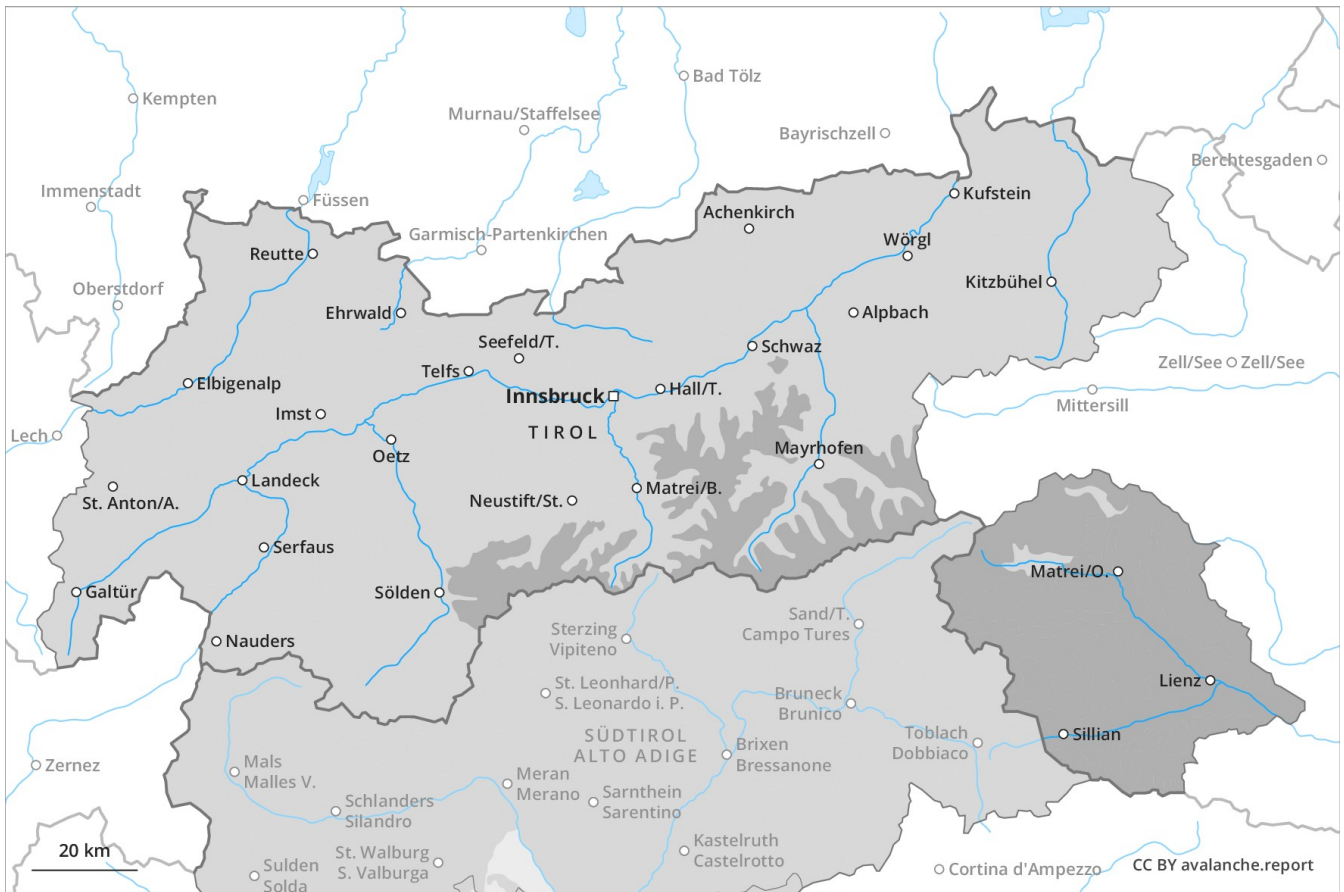 Kempten
Bad Tölz
Murnau/Staffelsee
Bayrischzell
Berchtesgaden
Immenstadt
Füssen
Kufstein
Achenkirch
Garmisch-Partenkirchen
Wörgl
Reutte
Oberstdorf
Kitzbühel
Ehrwald
Alpbach
Seefeld/T.
Schwaz
Zell/See
Zell/See
Telfs
Elbigenalp
Innsbruck
Hall/T.
Mittersill
Imst
TIROL
Lech
Oetz
Mayrhofen
Landeck
Matrei/B.
St. Anton/A.
Neustift/St.
Serfaus
Matrei/O.
Galtür
Sölden
Sand/T.
Campo Tures
Nauders
Sterzing
Vipiteno
St. Leonhard/P.
S. Leonardo i. P.
Lienz
Bruneck
Brunico
SÜDTIROL
ALTO ADIGE
Toblach
Dobbiaco
Sillian
Brixen
Bressanone
Zernez
Mals
Malles V.
Meran
Merano
Sarnthein
Sarentino
Schlanders
Silandro
Kastelruth
Castelrotto
20 km
St. Walburg
S. Valburga
Sulden
Solda
Cortina d'Ampezzo
CC BY avalanche.report